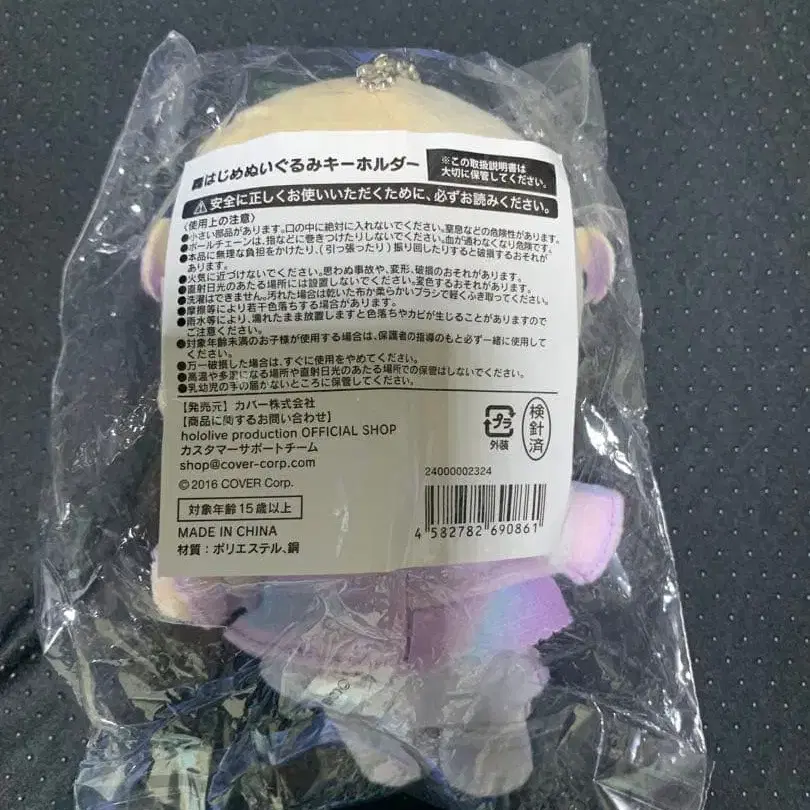 轟はじめぬいぐるみキーホルダー
※この取扱説明書は
大切に保管してください。
⚠安全に正しくお使いいただくために、必ずお読みください。
〈使用上の注意〉
●小さい部品があります。口の中に絶対に入れないでください。窒息などの危険性があります。
●ボールチェーンは、指などに巻きつけたりしないでください。血が通わなくなり危険です。
●本品に無理な負担をかけたり、(引っ張ったり)振り回したりすると破損するおそれが
あります。
●火気に近づけないでください。思わぬ事故や、変形、破損のおそれがあります。
●直射日光のあたる場所には設置しないでください。変色するおそれがあります。
●洗濯はできません。汚れた場合は乾いた布か柔らかいブラシで軽くふき取ってください。
●摩擦等により若干色落ちする場合があります。
●雨水等により、濡れたまま放置しますと色落ちやカビが生じることがありますので
ご注意ください。
●対象年齢未満のお子様が使用する場合は、保護者の指導のもと必ず一緒に使用して
ください。
●万一破損した場合は、すぐに使用をやめてください。
●高温や多湿になる場所や直射日光のあたる場所での保管はしないでください。
●乳幼児の手の届かないところに保管してください。
【発売元】カバー株式会社
【商品に関するお問い合わせ】
hololive production OFFICIAL SHOP
カスタマーサポートチーム
shop@cover-corp.com
© 2016 COVER Corp.
対象年齢15歳以上
MADE IN CHINA
材質:ポリエステル、鋼
プラ
外装
検針済
24000002324
4 582782 690861